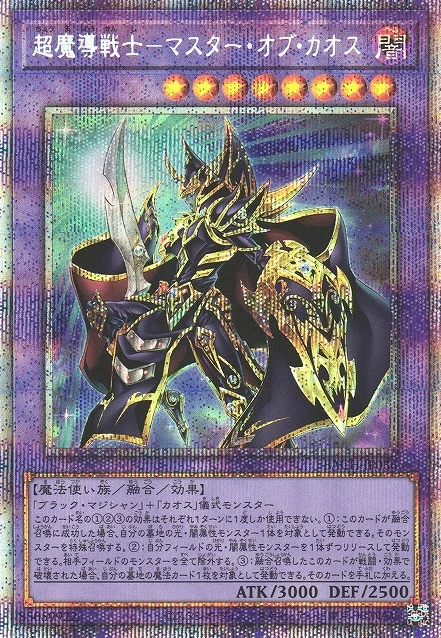 超魔導戦士－マスター・オブ・カオス
闇
【魔法使い族／融合／効果】
「ブラック・マジシャン」＋「カオス」儀式モンスター
このカード名の①②③の効果はそれぞれ1ターンに1度しか使用できない。①：このカードが融合
召喚に成功した場合、自分の墓地の光・闇属性モンスター1体を対象として発動できる。そのモン
スターを特殊召喚する。②：自分フィールドの光・闇属性モンスターを1体ずつリリースして発動
できる。相手フィールドのモンスターを全て除外する。③：融合召喚したこのカードが戦闘・効果で
破壊された場合、自分の墓地の魔法カード1枚を対象として発動できる。そのカードを手札に加える。
ATK/3000 DEF/2500